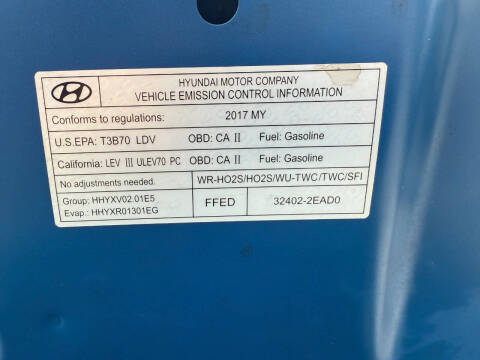 HYUNDAI MOTOR COMPANY
VEHICLE EMISSION CONTROL INFORMATION
Conforms to regulations: 2017 MY
U.S.EPA: T3B70 LDV OBD: CA II Fuel: Gasoline
California: LEV III ULEV70 PC OBD: CA II Fuel: Gasoline
No adjustments needed. WR-HO2S/HO2S/WU-TWC/TWC/SFI
Group: HHYXV02.01E5
Evap.: HHYXR01301EG
FFED 32402-2EAD0